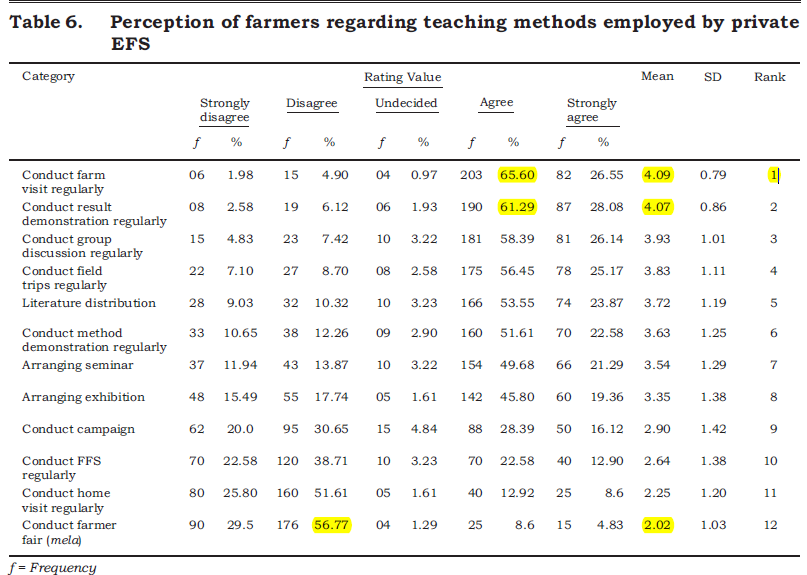 Table 6. Perception of farmers regarding teaching methods employed by private
EFS
Category Rating Value Mean SD Rank
Strongly Disagree Undecided Agree Strongly
disagree agree
f % f % f % f % f %
Conduct farm 06 1.98 15 4.90 04 0.97 203 65.60 82 26.55 4.09 0.79 1
visit regularly
Conduct result 08 2.58 19 6.12 06 1.93 190 61.29 87 28.08 4.07 0.86 2
demonstration regularly
Conduct group 15 4.83 23 7.42 10 3.22 181 58.39 81 26.14 3.93 1.01 3
discussion regularly
Conduct field 22 7.10 27 8.70 08 2.58 175 56.45 78 25.17 3.83 1.11 4
trips regularly
Literature distribution 28 9.03 32 10.32 10 3.23 166 53.55 74 23.87 3.72 1.19 5
Conduct method 33 10.65 38 12.26 09 2.90 160 51.61 70 22.58 3.63 1.25 6
demonstration regularly
Arranging seminar 37 11.94 43 13.87 10 3.22 154 49.68 66 21.29 3.54 1.29 7
Arranging exhibition 48 15.49 55 17.74 05 1.61 142 45.80 60 19.36 3.35 1.38 8
Conduct campaign 62 20.0 95 30.65 15 4.84 88 28.39 50 16.12 2.90 1.42 9
Conduct FFS 70 22.58 120 38.71 10 3.23 70 22.58 40 12.90 2.64 1.38 10
regularly
Conduct home 80 25.80 160 51.61 05 1.61 40 12.92 25 8.6 2.25 1.20 11
visit regularly
Conduct farmer 90 29.5 176 56.77 04 1.29 25 8.6 15 4.83 2.02 1.03 12
fair (mela)
f = Frequency